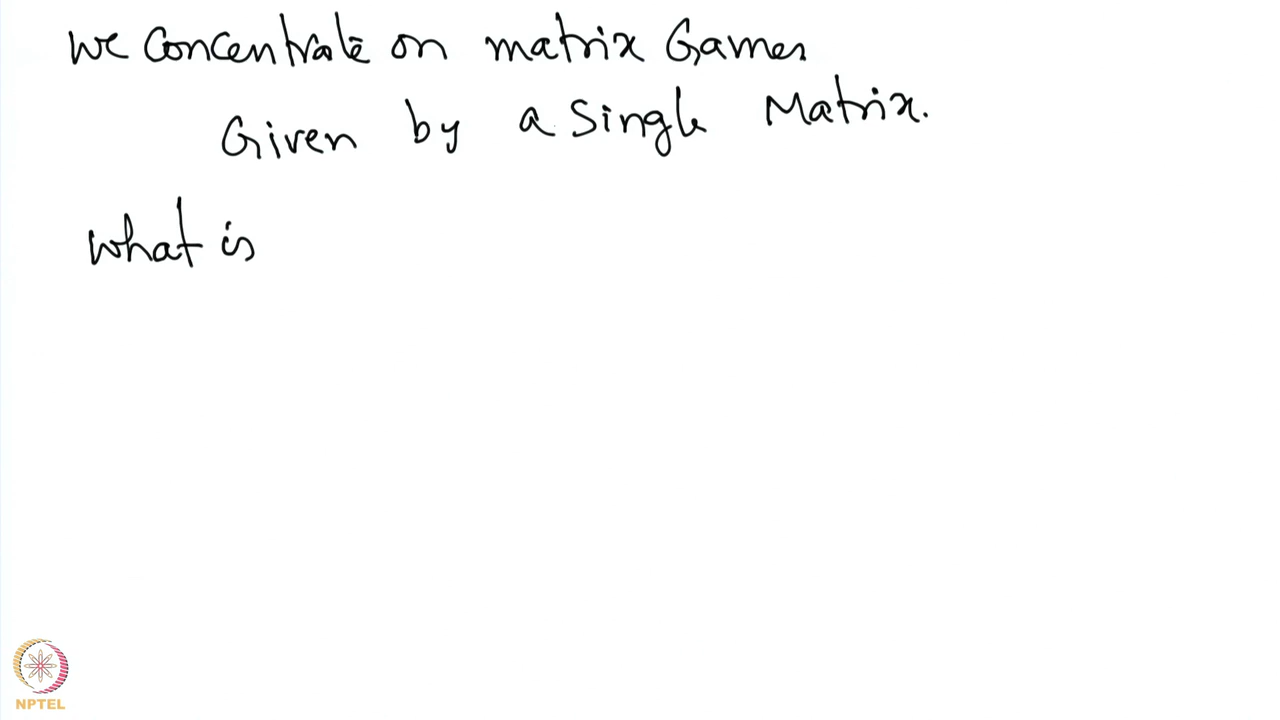 We Concentrate on matrix Games
Given by a Single Matrix.
What is
NPTEL